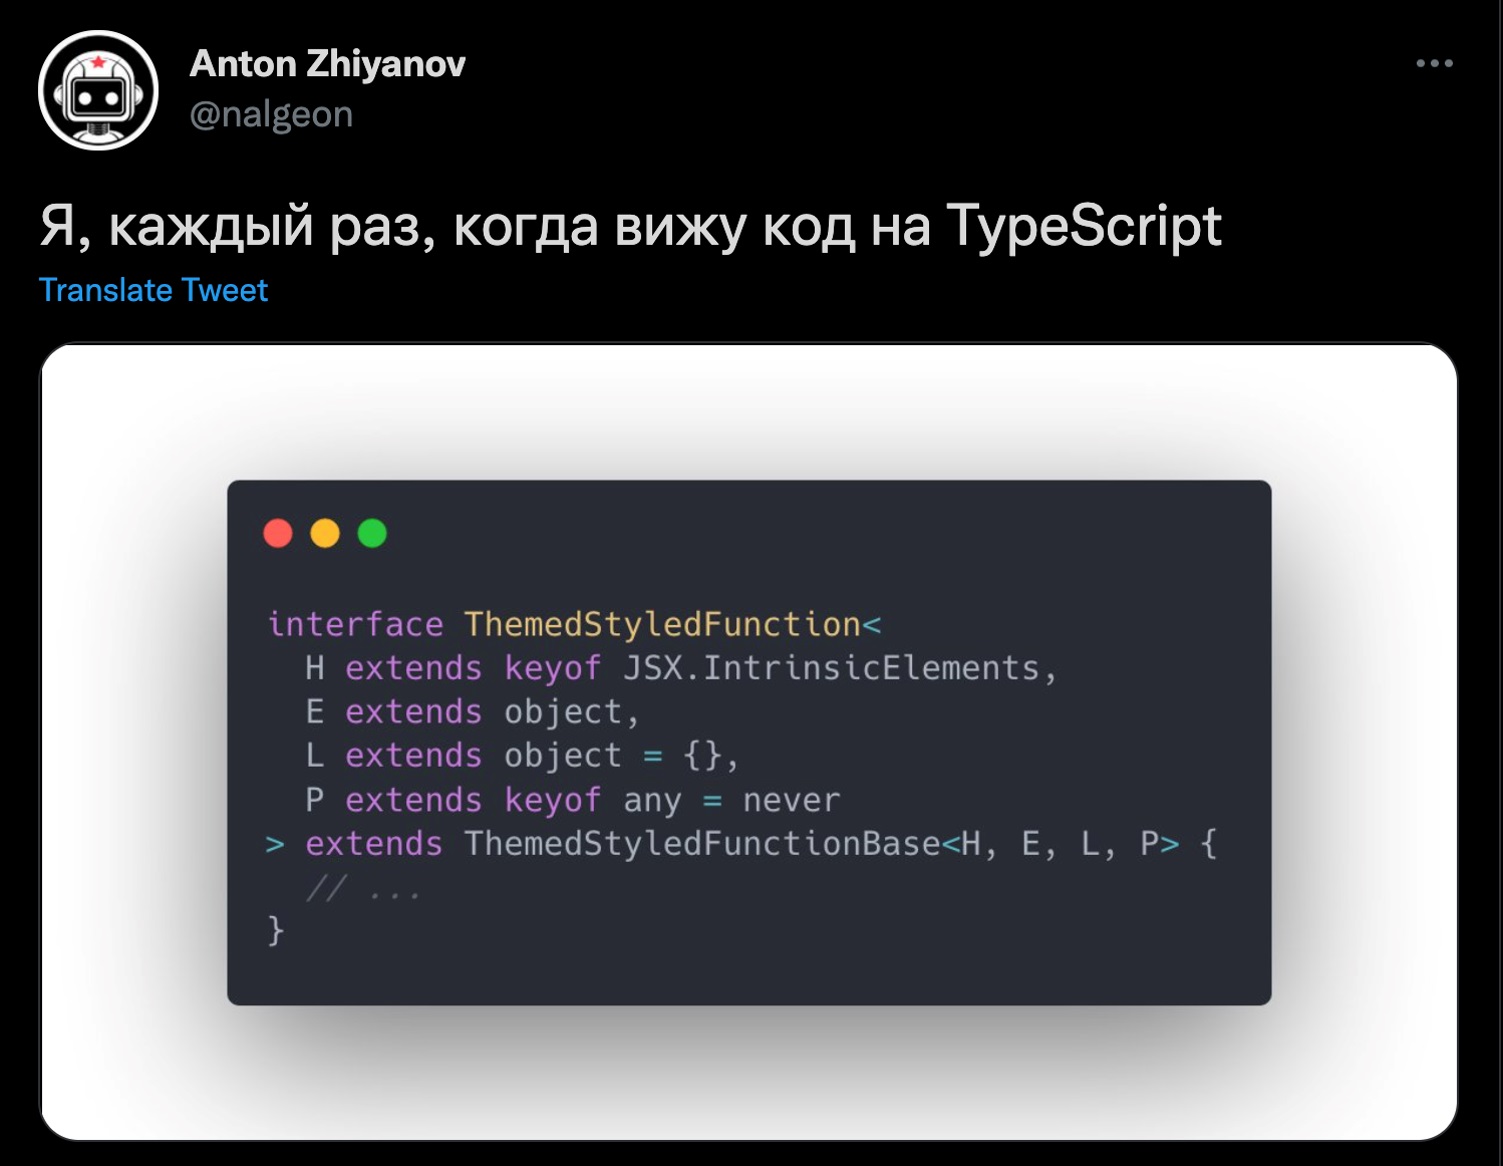 Anton Zhiyanov
@nalgeon
Я, каждый раз, когда вижу код на TypeScript
Translate Tweet
interface ThemedStyledFunction<
  H extends keyof JSX.IntrinsicElements,
  E extends object,
  L extends object = {},
  P extends keyof any = never
> extends ThemedStyledFunctionBase<H, E, L, P> {
  // ...
}